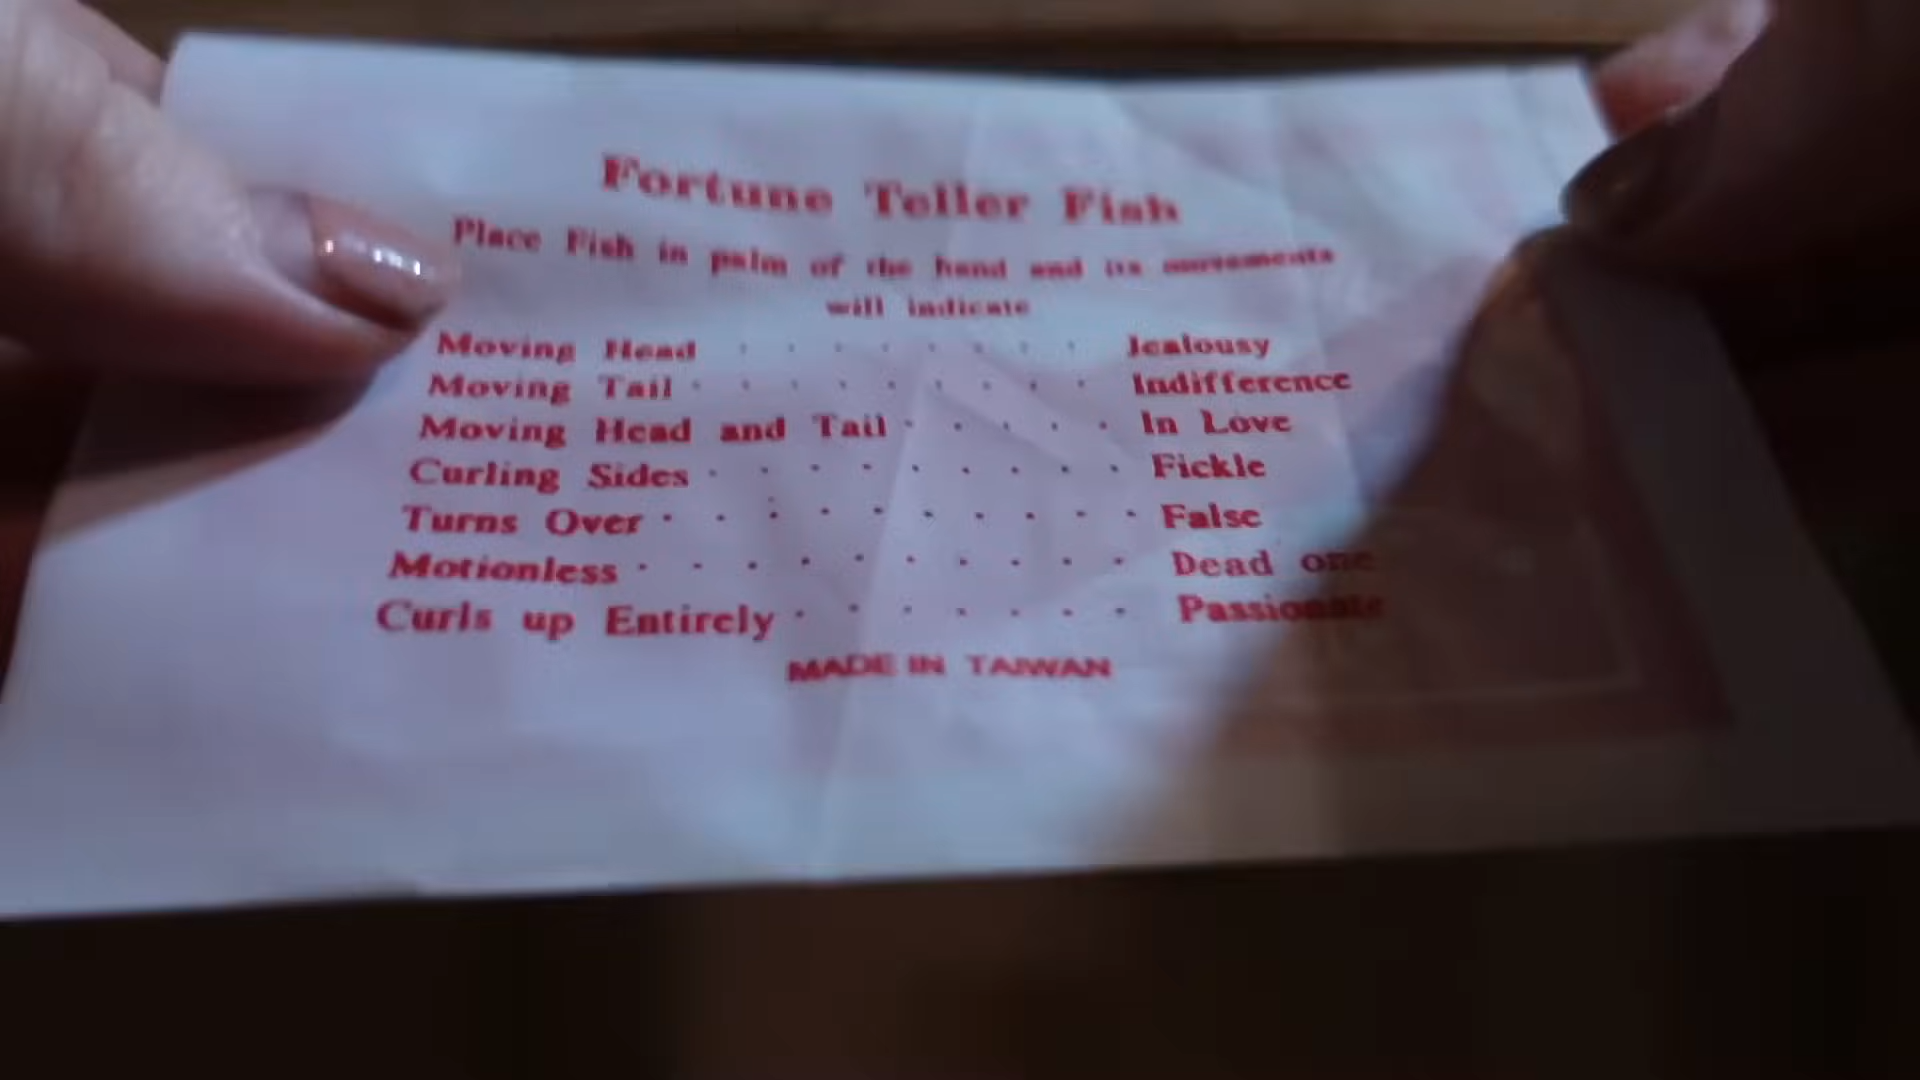 Fortune Teller Fish
Place Fish in palm of the hand and its movements
will indicate
Moving Head . . . . . . . . Jealousy
Moving Tail . . . . . . . . . Indifference
Moving Head and Tail . . . . . In Love
Curling Sides . . . . . . . . . Fickle
Turns Over . . . . . . . . . . False
Motionless . . . . . . . . . . Dead one
Curls up Entirely . . . . . . . Passionate
MADE IN TAIWAN